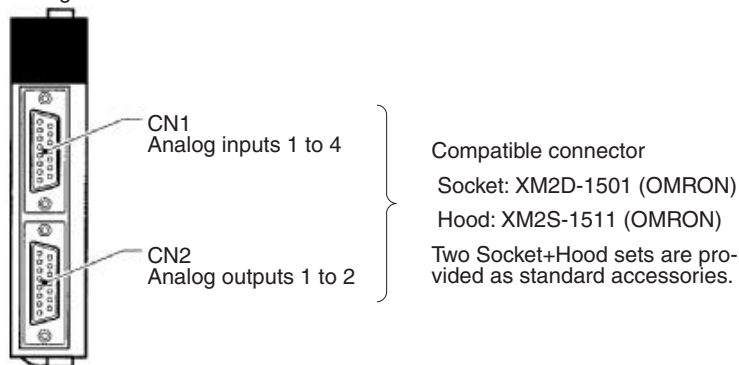 CN1
Analog inputs 1 to 4
CN2
Analog outputs 1 to 2
Compatible connector
Socket: XM2D-1501 (OMRON)
Hood: XM2S-1511 (OMRON)
Two Socket+Hood sets are pro-
vided as standard accessories.